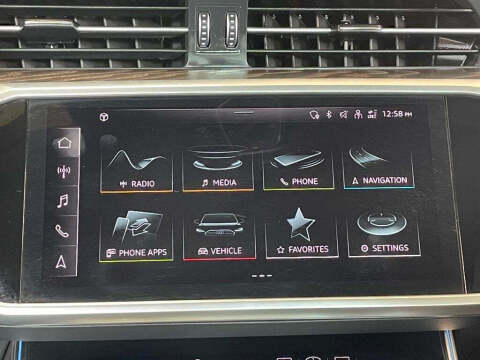 12:58 PM
RADIO MEDIA PHONE NAVIGATION
PHONE APPS VEHICLE FAVORITES SETTINGS